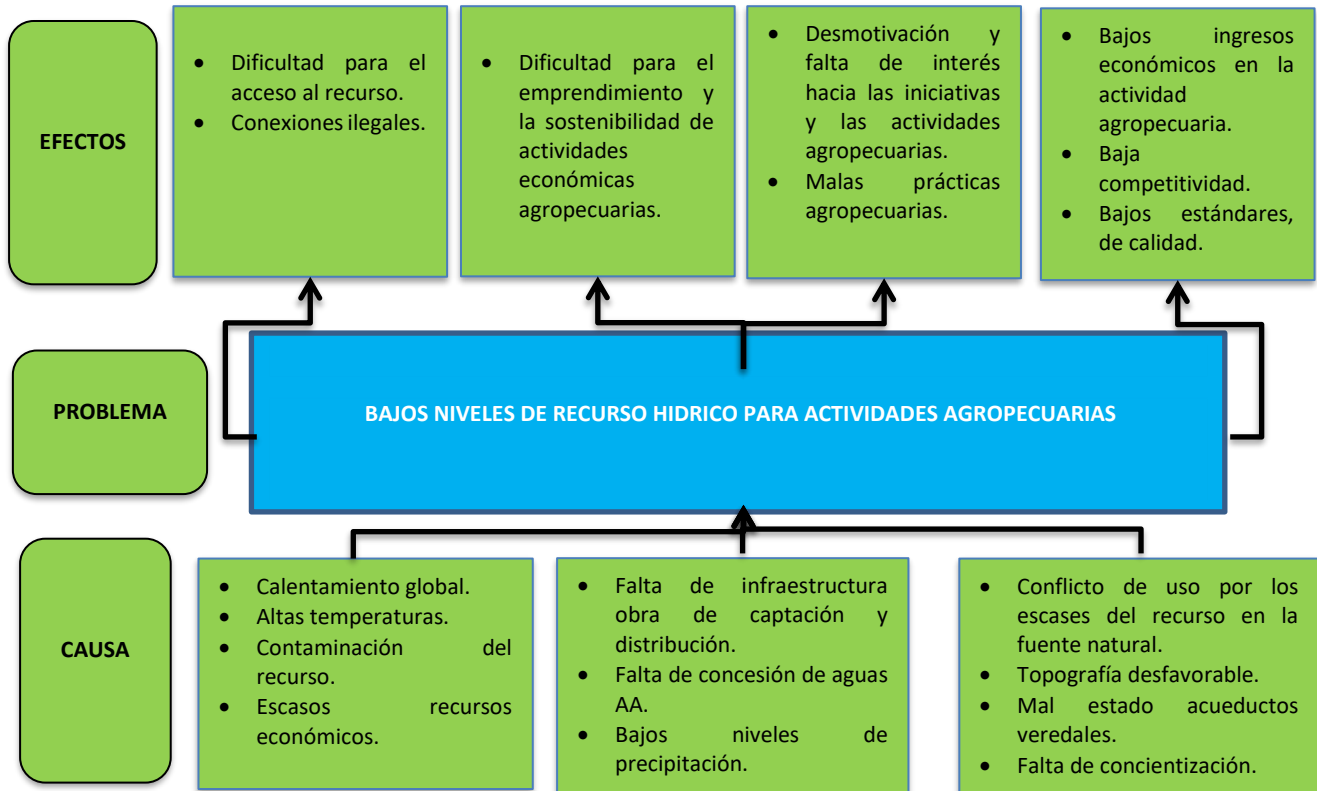 EFECTOS
• Dificultad para el
acceso al recurso.
• Conexiones ilegales.
• Dificultad para el
emprendimiento y
la sostenibilidad de
actividades
económicas
agropecuarias.
• Desmotivación y
falta de interés
hacia las iniciativas
y las actividades
agropecuarias.
• Malas prácticas
agropecuarias.
• Bajos ingresos
económicos en la
actividad
agropecuaria.
• Baja
competitividad.
• Bajos estándares,
de calidad.
PROBLEMA
BAJOS NIVELES DE RECURSO HIDRICO PARA ACTIVIDADES AGROPECUARIAS
CAUSA
• Calentamiento global.
• Altas temperaturas.
• Contaminación del
recurso.
• Escasos recursos
económicos.
• Falta de infraestructura
obra de captación y
distribución.
• Falta de concesión de aguas
AA.
• Bajos niveles de
precipitación.
• Conflicto de uso por los
escases del recurso en la
fuente natural.
• Topografía desfavorable.
• Mal estado acueductos
veredales.
• Falta de concientización.